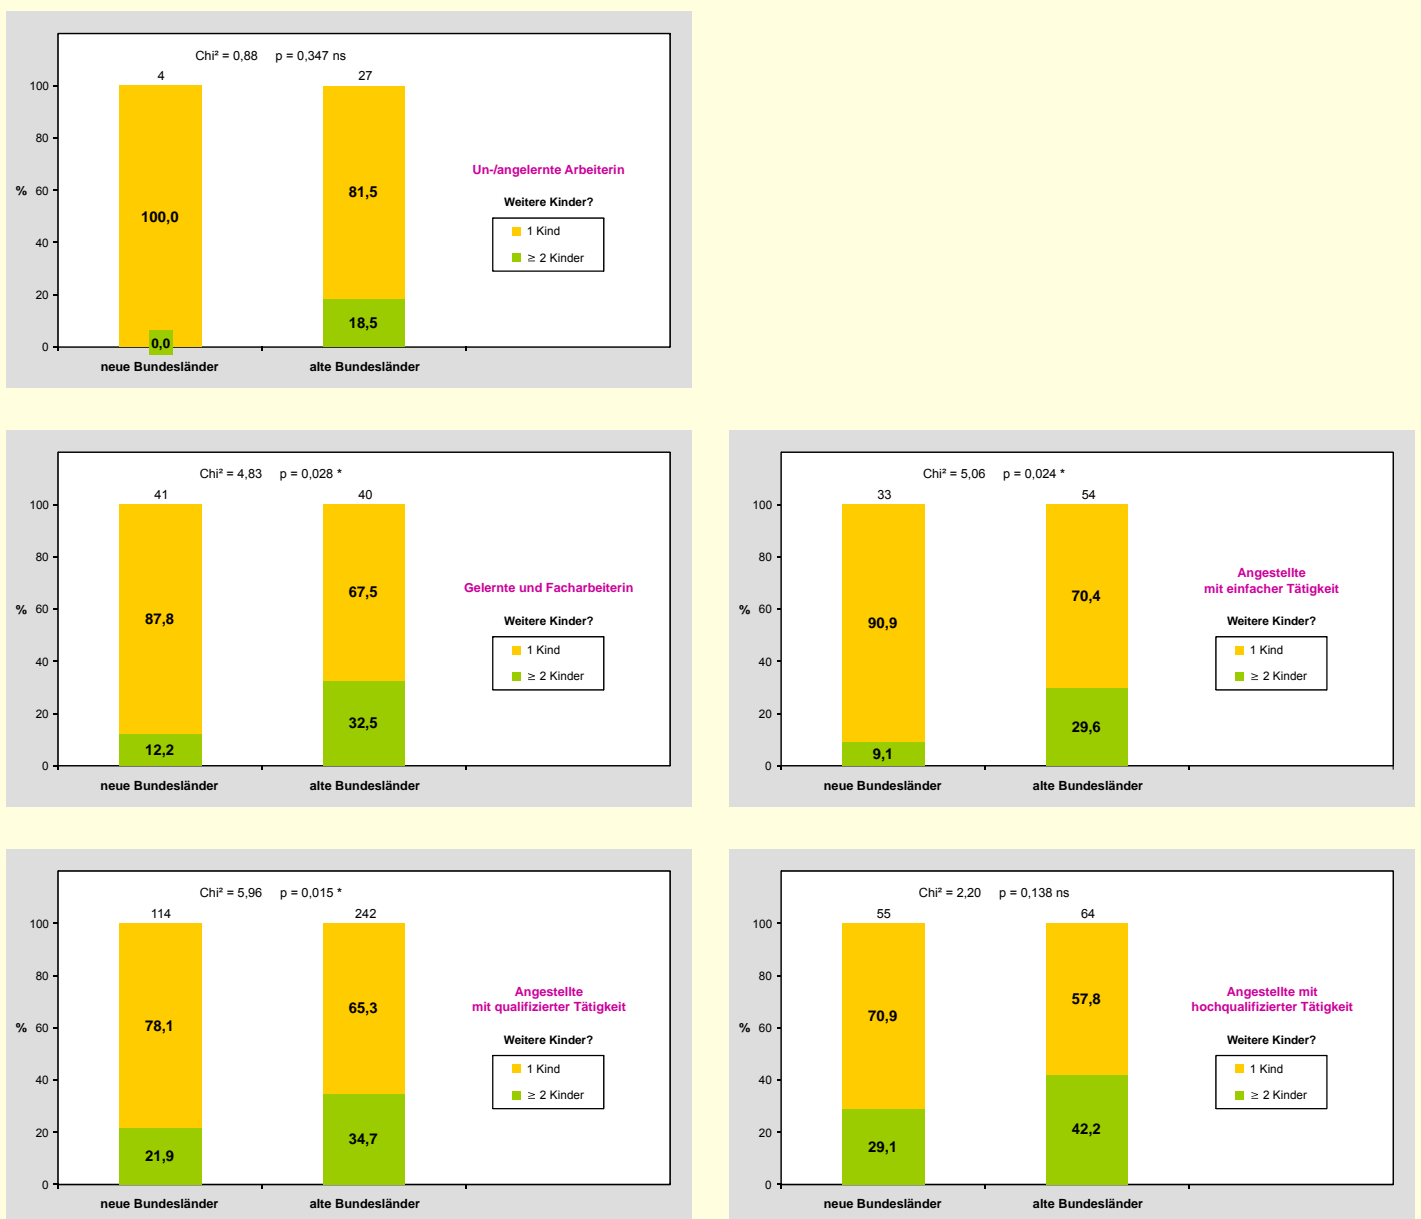 Chi² = 0,88 p = 0,347 ns
4 27
100
80
60
40
20
0
%
100,0
0,0
81,5
18,5
Un-/angelernte Arbeiterin
Weitere Kinder?
1 Kind
≥ 2 Kinder
neue Bundesländer alte Bundesländer
Chi² = 4,83 p = 0,028 *
41 40
100
80
60
40
20
0
%
87,8
12,2
67,5
32,5
Gelernte und Facharbeiterin
Weitere Kinder?
1 Kind
≥ 2 Kinder
neue Bundesländer alte Bundesländer
Chi² = 5,06 p = 0,024 *
33 54
100
80
60
40
20
0
%
90,9
9,1
70,4
29,6
Angestellte
mit einfacher Tätigkeit
Weitere Kinder?
1 Kind
≥ 2 Kinder
neue Bundesländer alte Bundesländer
Chi² = 5,96 p = 0,015 *
114 242
100
80
60
40
20
0
%
78,1
21,9
65,3
34,7
Angestellte
mit qualifizierter Tätigkeit
Weitere Kinder?
1 Kind
≥ 2 Kinder
neue Bundesländer alte Bundesländer
Chi² = 2,20 p = 0,138 ns
55 64
100
80
60
40
20
0
%
70,9
29,1
57,8
42,2
Angestellte mit
hochqualifizierter Tätigkeit
Weitere Kinder?
1 Kind
≥ 2 Kinder
neue Bundesländer alte Bundesländer